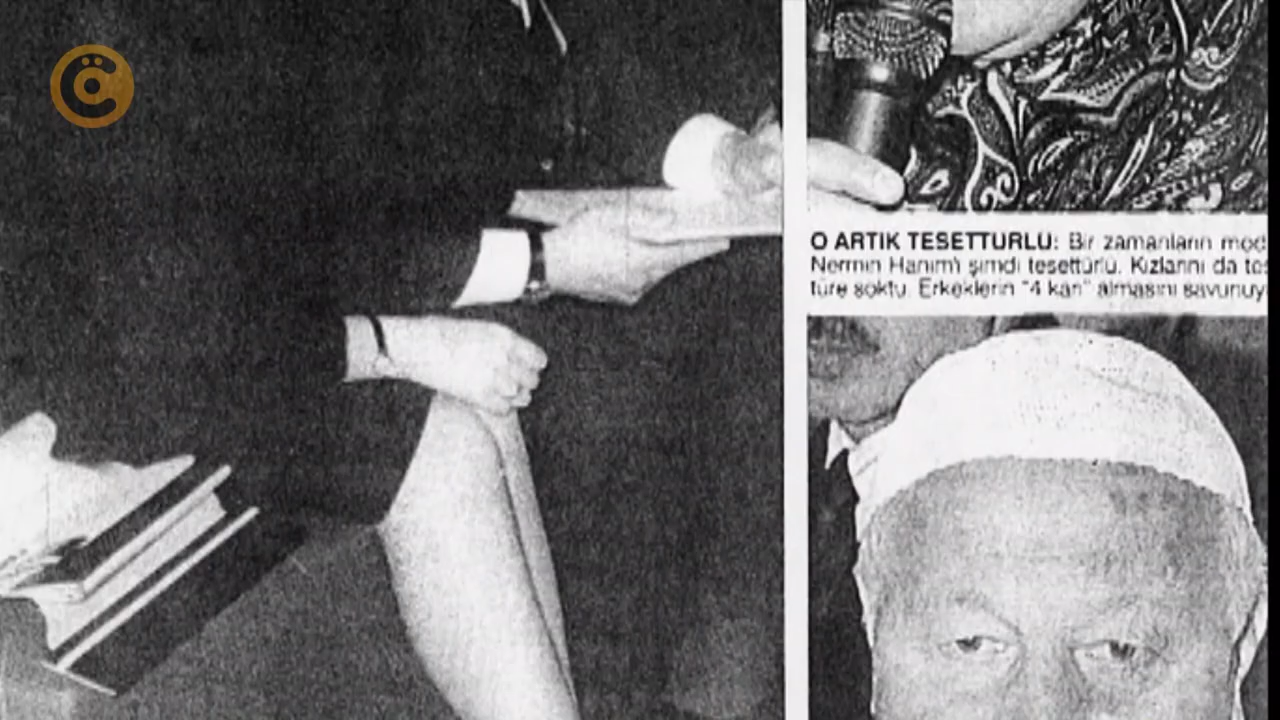 O ARTIK TESETTÜRLÜ: Bir zamanların
Nermin Hanım'ı şimdi tesettürlü. Kızlarını da
türe soktu. Erkeklerin "4 karı" almasını